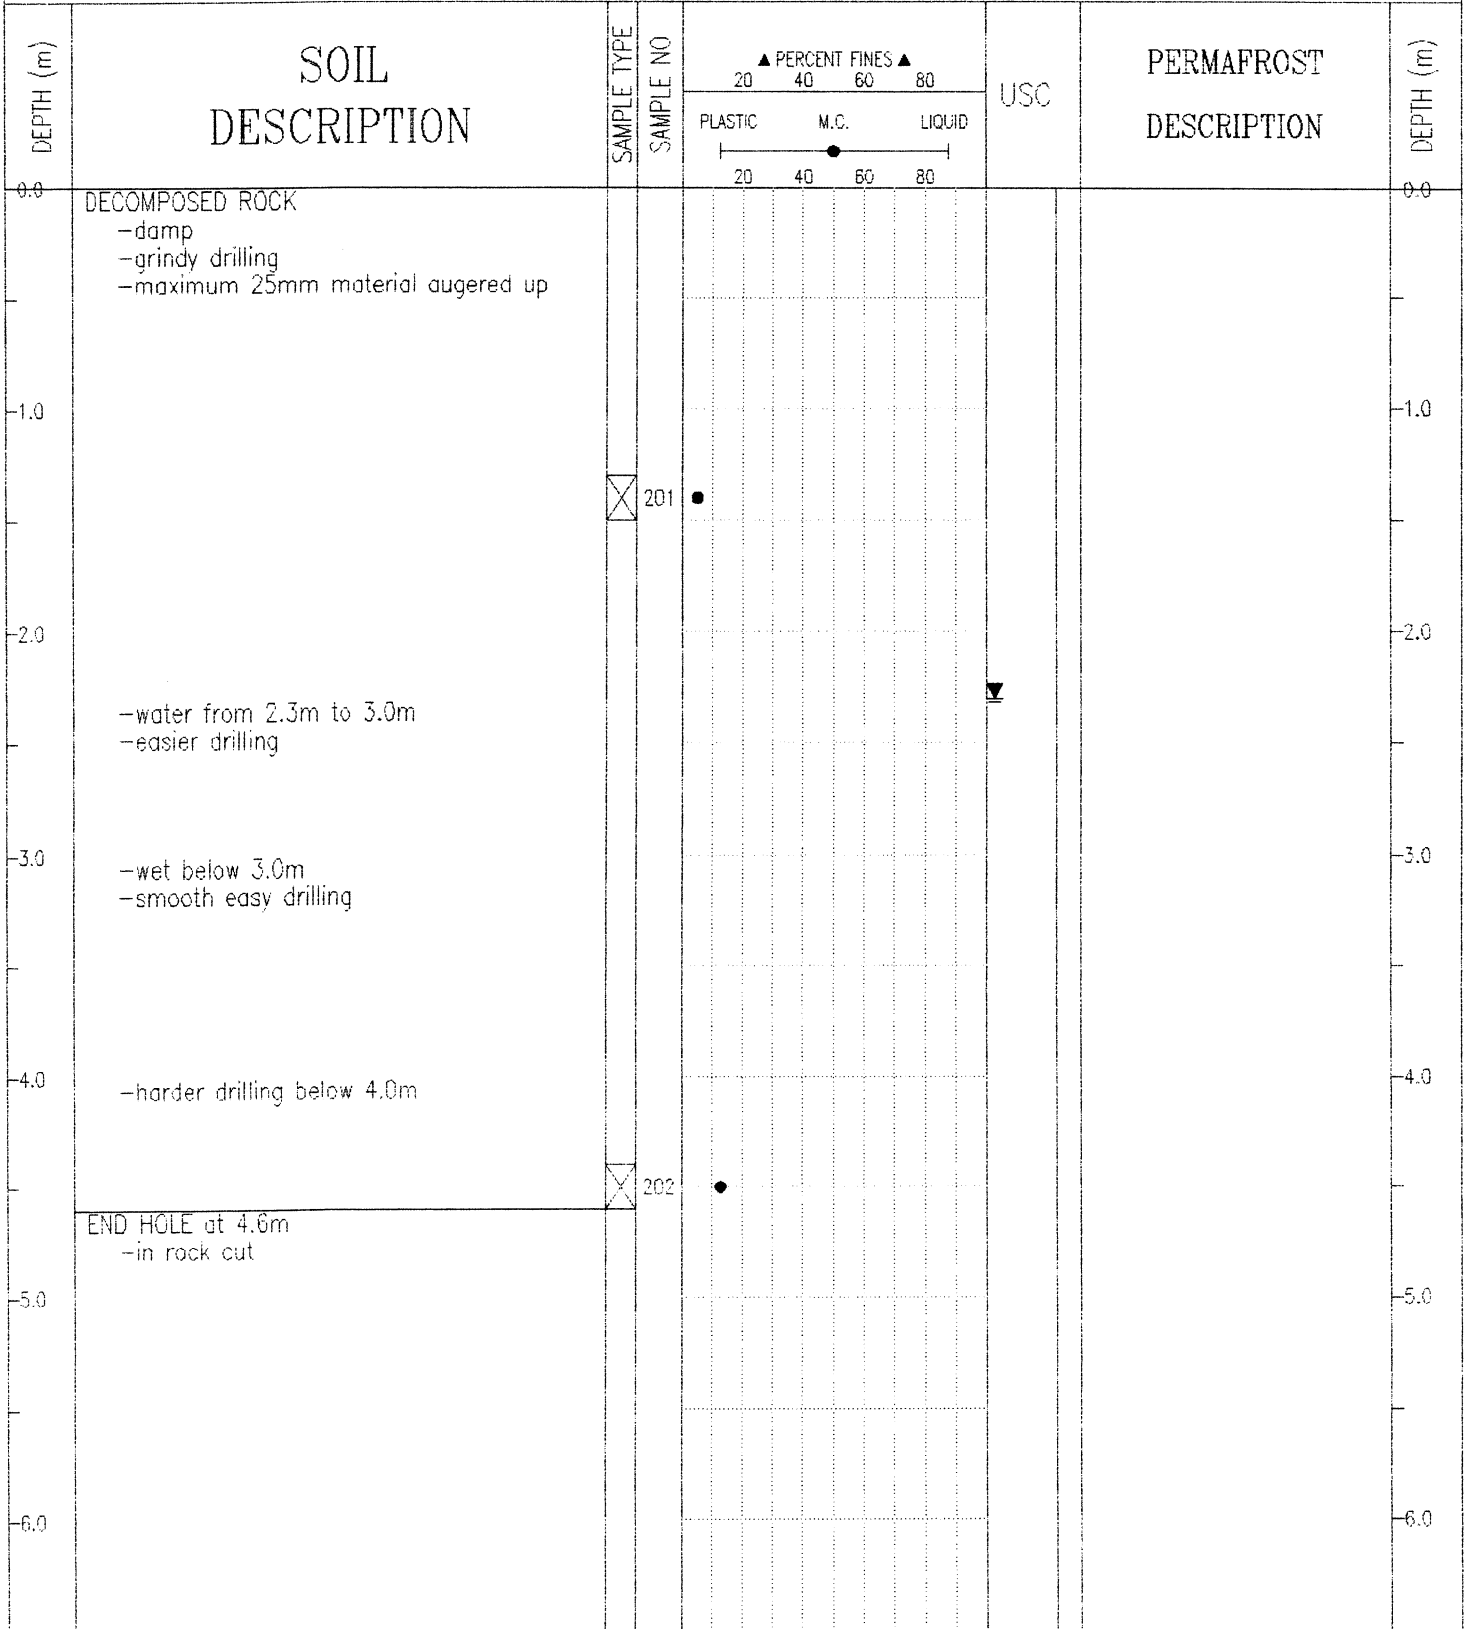 DEPTH (m)
SOIL
DESCRIPTION
SAMPLE TYPE
SAMPLE NO
▲ PERCENT FINES ▲
20 40 60 80
PLASTIC M.C. LIQUID
20 40 60 80
USC
PERMAFROST
DESCRIPTION
DEPTH (m)
0.0 0.0
DECOMPOSED ROCK
-damp
-grindy drilling
-maximum 25mm material augered up
1.0 1.0
201
2.0 2.0
-water from 2.3m to 3.0m
-easier drilling
3.0 3.0
-wet below 3.0m
-smooth easy drilling
4.0 4.0
-harder drilling below 4.0m
202
END HOLE at 4.6m
-in rock cut
5.0 5.0
6.0 6.0